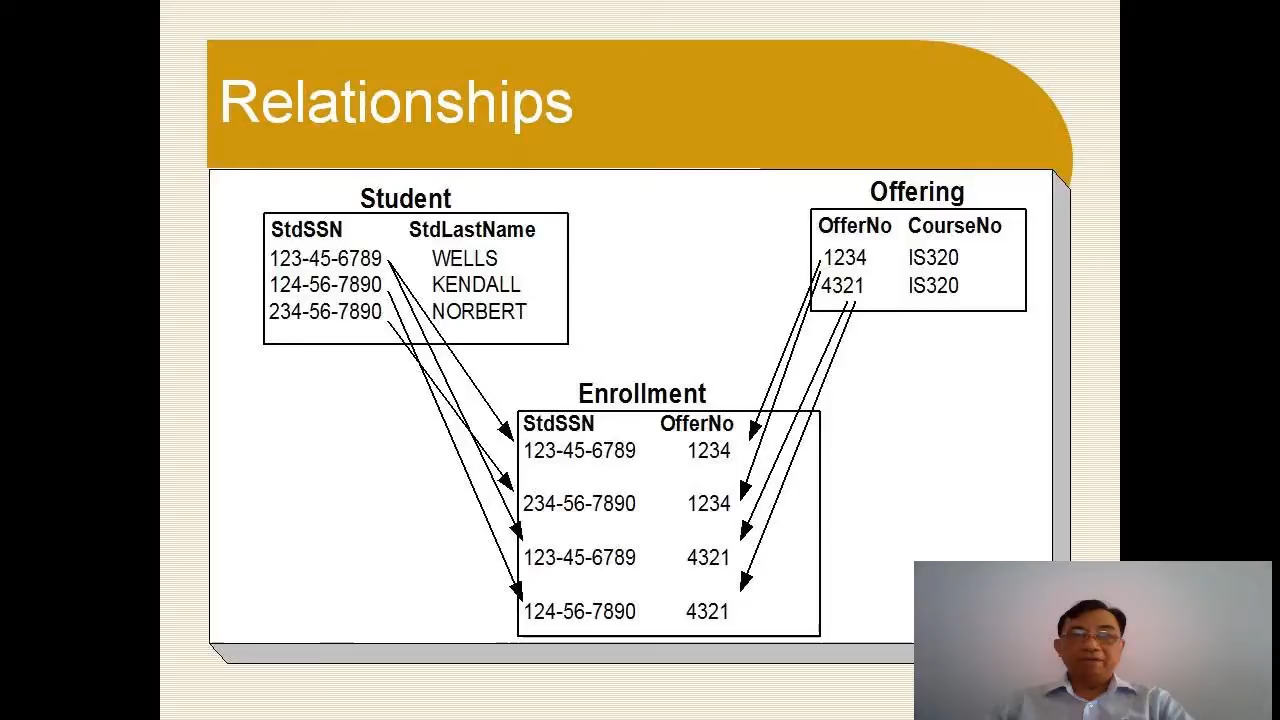 Relationships
Student
StdSSN StdLastName
123-45-6789 WELLS
124-56-7890 KENDALL
234-56-7890 NORBERT
Offering
OfferNo CourseNo
1234 IS320
4321 IS320
Enrollment
StdSSN OfferNo
123-45-6789 1234
234-56-7890 1234
123-45-6789 4321
124-56-7890 4321